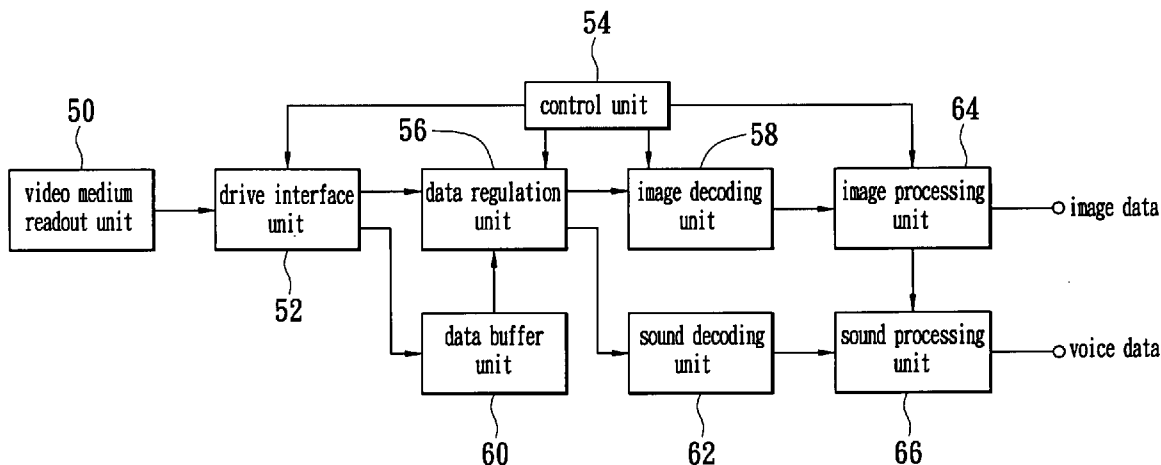 54
control unit
50
56
58
64
video medium
readout unit
drive interface
unit
data regulation
unit
image decoding
unit
image processing
unit
image data
52
data buffer
unit
sound decoding
unit
sound processing
unit
voice data
60
62
66